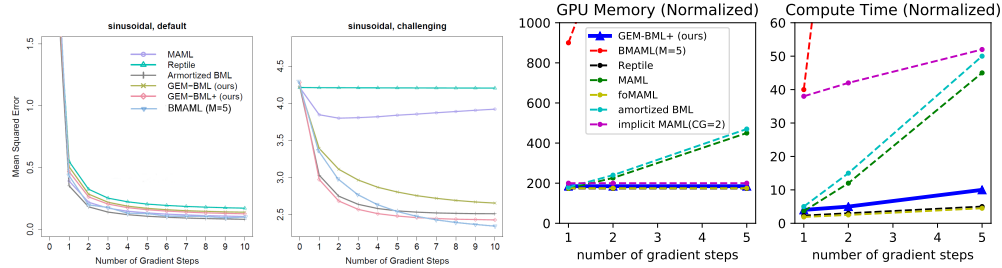 sinusoidal, default
Mean Squared Error
1.5
1.0
0.5
0.0
MAML
Reptile
Armortized BML
GEM−BML (ours)
GEM−BML+ (ours)
BMAML (M=5)
0 1 2 3 4 5 6 7 8 9 10
Number of Gradient Steps
sinusoidal, challenging
4.5
4.0
3.5
3.0
2.5
0 1 2 3 4 5 6 7 8 9 10
Number of Gradient Steps
GPU Memory (Normalized)
1000
800
600
400
200
0
GEM-BML+ (ours)
BMAML(M=5)
Reptile
MAML
foMAML
amortized BML
implicit MAML(CG=2)
1 2 3 4 5
number of gradient steps
Compute Time (Normalized)
60
50
40
30
20
10
0
1 2 3 4 5
number of gradient steps